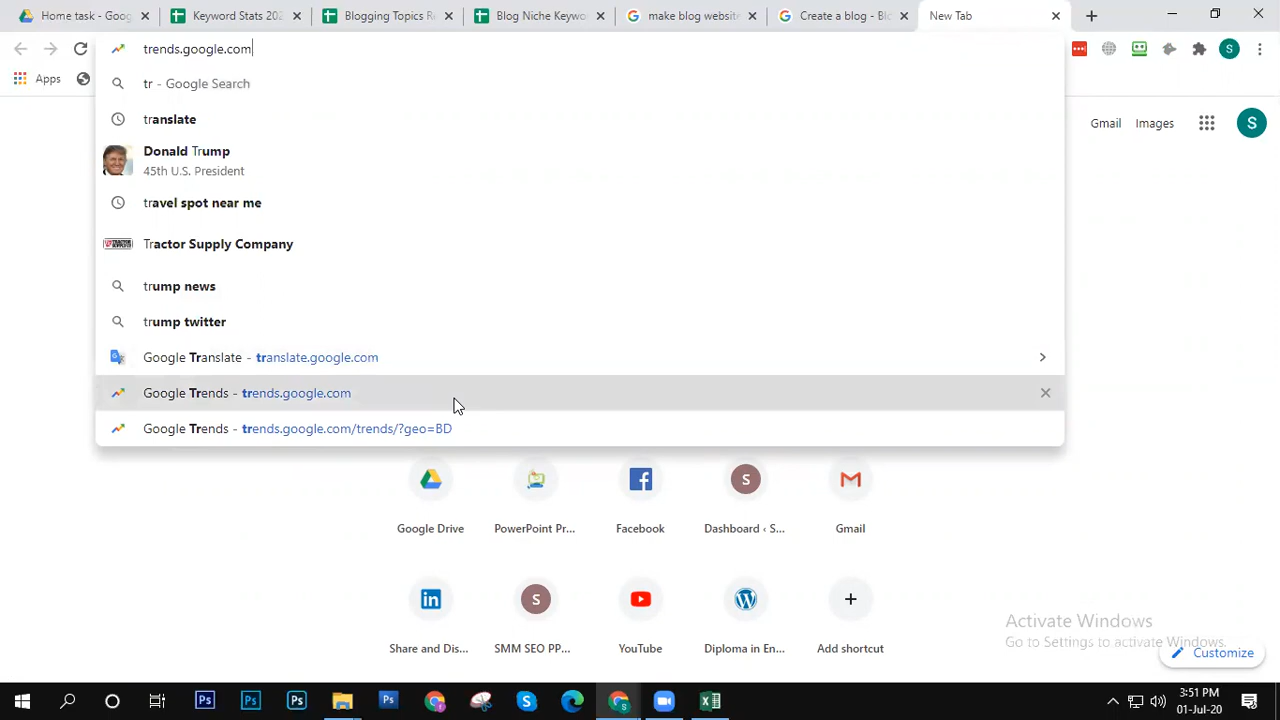 Home task - Goog
Keyword Stats 202
Blogging Topics Re
Blog Niche Keywo
make blog website
Create a blog - Blo
New Tab
trends.google.com
Apps
tr - Google Search
translate
Donald Trump
45th U.S. President
travel spot near me
Tractor Supply Company
trump news
trump twitter
Google Translate - translate.google.com
Google Trends - trends.google.com
Google Trends - trends.google.com/trends/?geo=BD
Gmail Images
S
S
S
Google Drive
PowerPoint Pr...
Facebook
Dashboard ‹ S...
Gmail
S
Share and Dis...
SMM SEO PP...
YouTube
Diploma in En...
Add shortcut
Activate Windows
Go to Settings to activate Windows.
Customize
3:51 PM
01-Jul-20